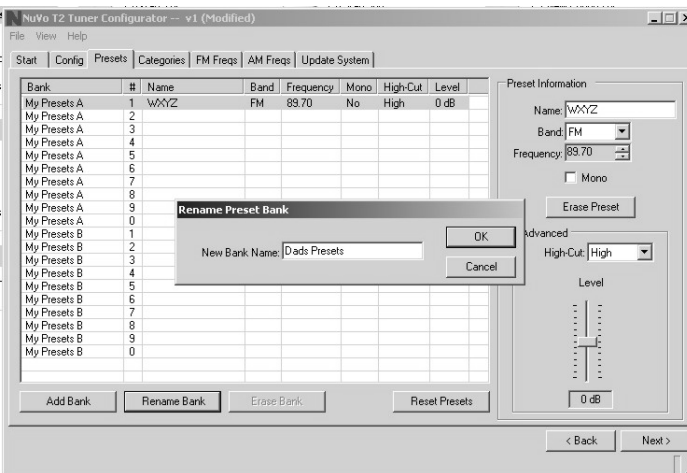 NuVo T2 Tuner Configurator -- v1 (Modified)
File View Help
Start Config Presets Categories FM Freqs AM Freqs Update System
Bank # Name Band Frequency Mono High-Cut Level
My Presets A 1 WXYZ FM 89.70 No High 0 dB
My Presets A 2
My Presets A 3
My Presets A 4
My Presets A 5
My Presets A 6
My Presets A 7
My Presets A 8
My Presets A 9
My Presets A 0
My Presets B 1
My Presets B 2
My Presets B 3
My Presets B 4
My Presets B 5
My Presets B 6
My Presets B 7
My Presets B 8
My Presets B 9
My Presets B 0
Add Bank Rename Bank Erase Bank Reset Presets
Rename Preset Bank
New Bank Name: Dads Presets
OK
Cancel
Preset Information
Name: WXYZ
Band: FM
Frequency: 89.70
Mono
Erase Preset
Advanced
High-Cut: High
Level
0 dB
< Back Next >